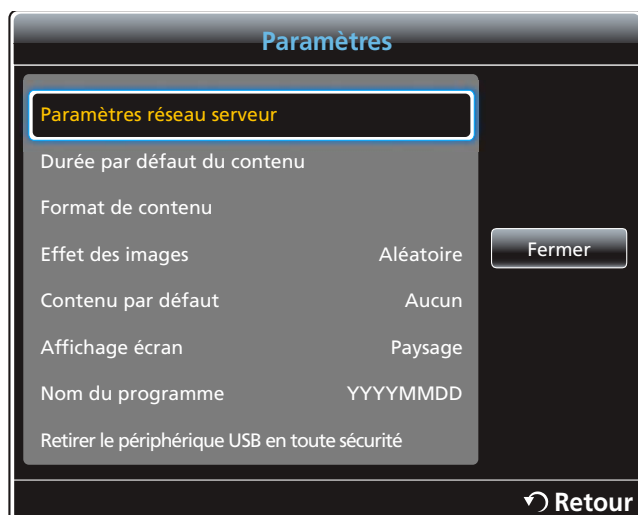 Paramètres
Paramètres réseau serveur
Durée par défaut du contenu
Format de contenu
Effet des images Aléatoire
Contenu par défaut Aucun
Affichage écran Paysage
Nom du programme YYYYMMDD
Retirer le périphérique USB en toute sécurité
Fermer
Retour